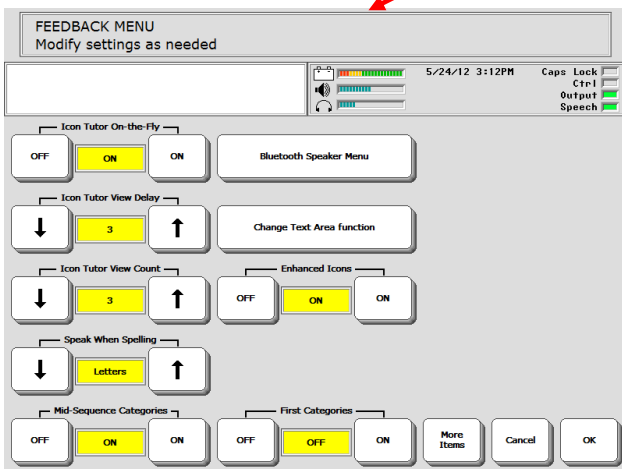 FEEDBACK MENU
Modify settings as needed
5/24/12 3:12PM
Caps Lock
Ctrl
Output
Speech
Icon Tutor On-the-Fly
OFF ON ON
Bluetooth Speaker Menu
Icon Tutor View Delay
3
Change Text Area function
Icon Tutor View Count
3
Enhanced Icons
OFF ON ON
Speak When Spelling
Letters
Mid-Sequence Categories
OFF ON ON
First Categories
OFF OFF ON
More
Items
Cancel
OK